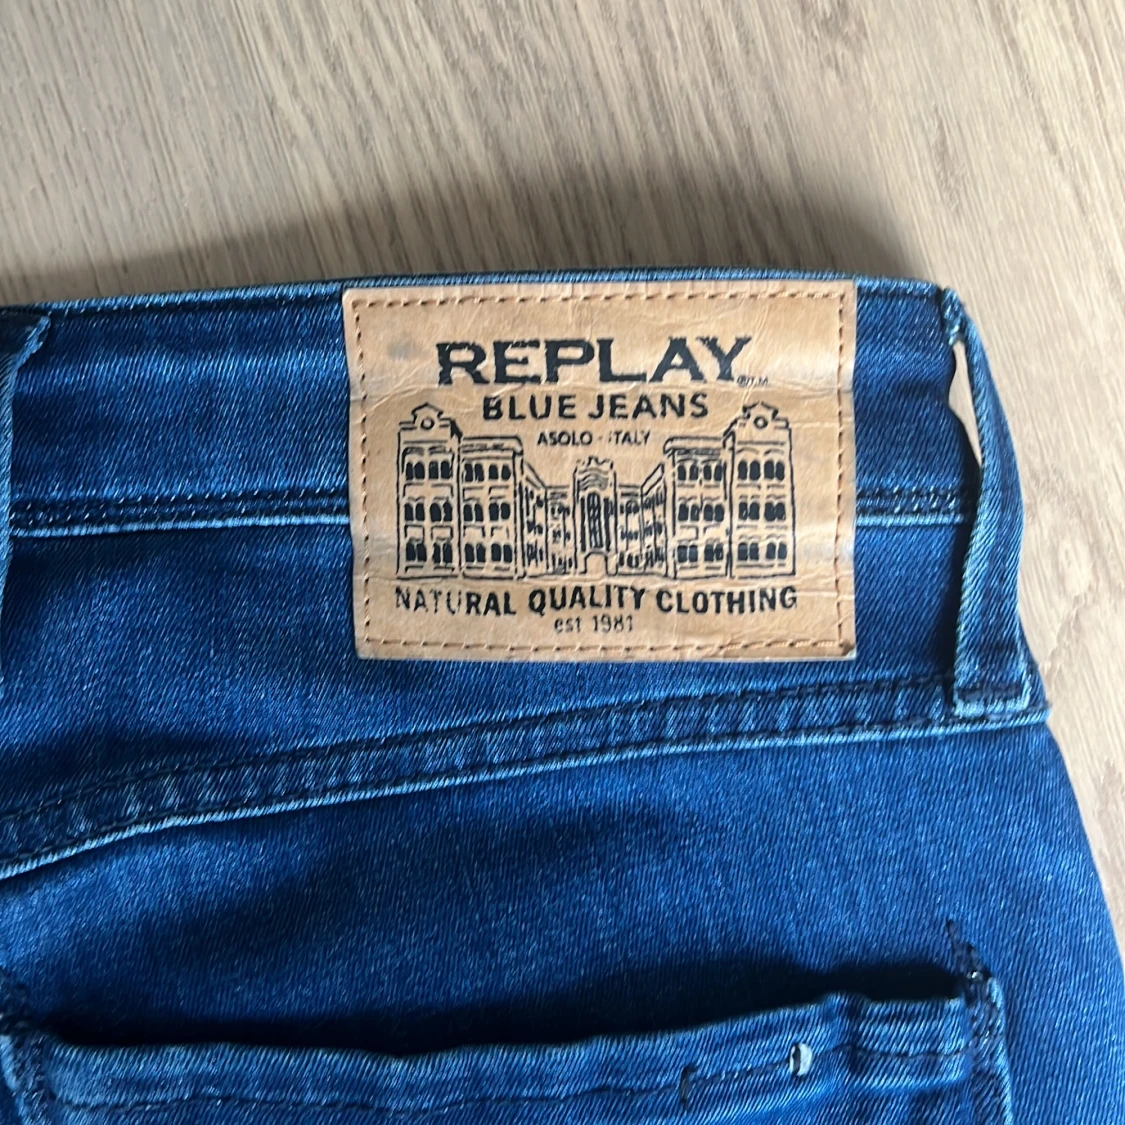 REPLAY
®/T.M.
BLUE JEANS
ASOLO - ITALY
NATURAL QUALITY CLOTHING
est 1981